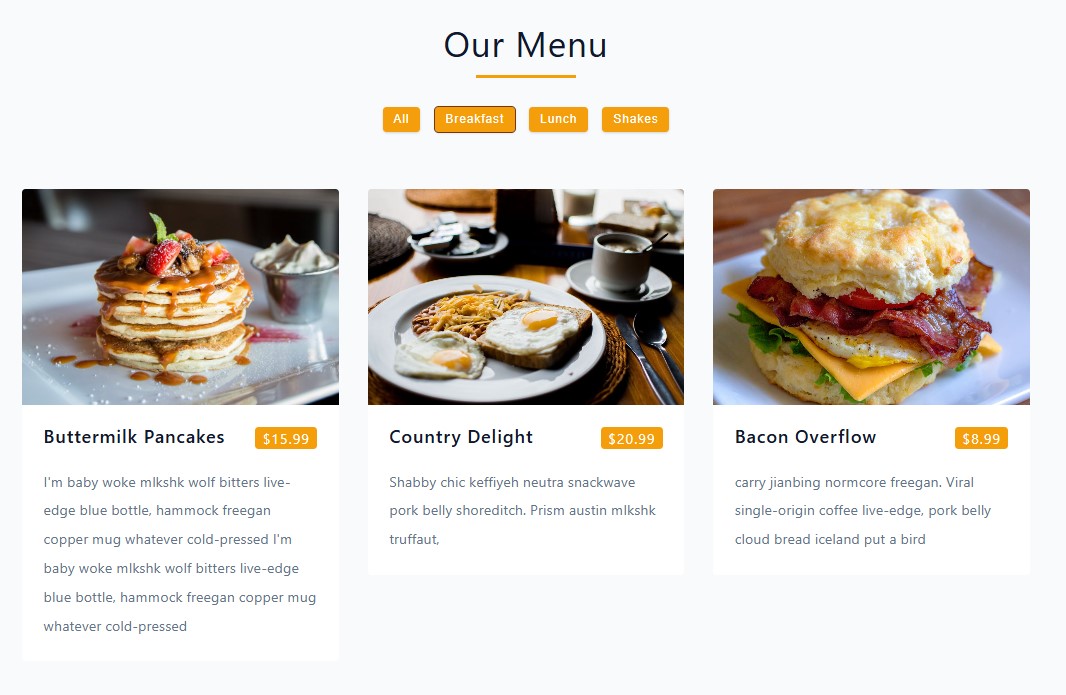 Our Menu
All Breakfast Lunch Shakes
Buttermilk Pancakes $15.99
I'm baby woke mlkshk wolf bitters live-
edge blue bottle, hammock freegan
copper mug whatever cold-pressed I'm
baby woke mlkshk wolf bitters live-edge
blue bottle, hammock freegan copper mug
whatever cold-pressed
Country Delight $20.99
Shabby chic keffiyeh neutra snackwave
pork belly shoreditch. Prism austin mlkshk
truffaut,
Bacon Overflow $8.99
carry jianbing normcore freegan. Viral
single-origin coffee live-edge, pork belly
cloud bread iceland put a bird